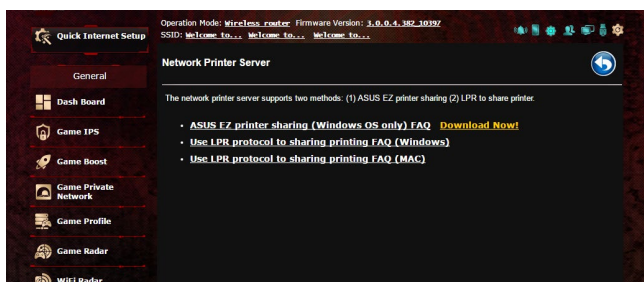 Quick Internet Setup
Operation Mode: Wireless router Firmware Version: 3.0.0.4.382_10397
SSID: Welcome to... Welcome to... Welcome to...
General
Dash Board
Game IPS
Game Boost
Game Private
Network
Game Profile
Game Radar
WiFi Radar
Network Printer Server
The network printer server supports two methods: (1) ASUS EZ printer sharing (2) LPR to share printer.
ASUS EZ printer sharing (Windows OS only) FAQ Download Now!
Use LPR protocol to sharing printing FAQ (Windows)
Use LPR protocol to sharing printing FAQ (MAC)